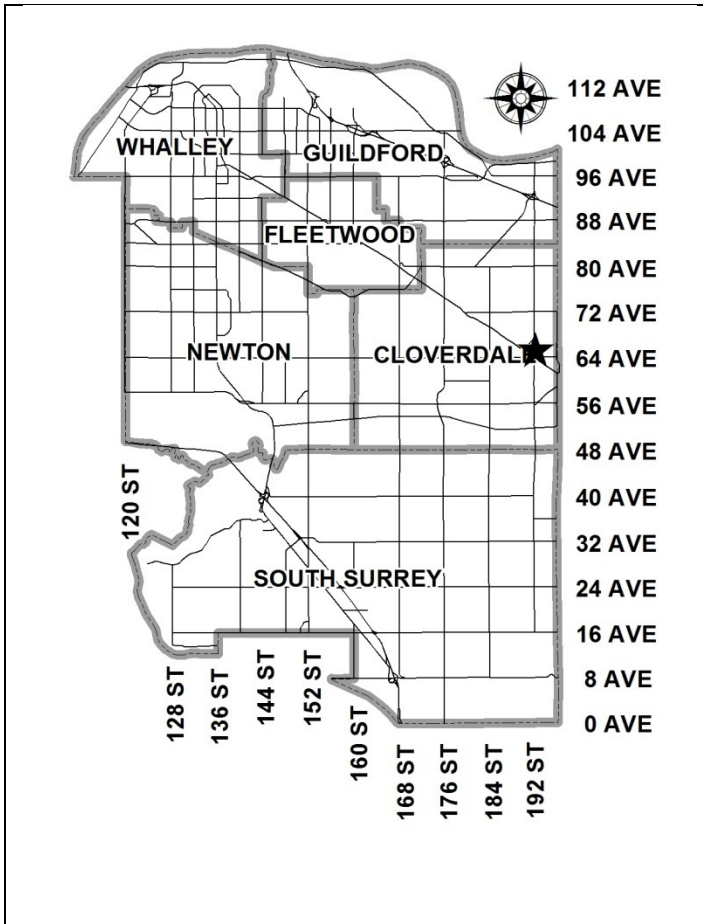 112 AVE
104 AVE
WHALLEY
GUILDFORD
96 AVE
88 AVE
FLEETWOOD
80 AVE
72 AVE
NEWTON
CLOVERDALE
64 AVE
56 AVE
48 AVE
120 ST
40 AVE
32 AVE
SOUTH SURREY
24 AVE
16 AVE
8 AVE
0 AVE
128 ST
136 ST
144 ST
152 ST
160 ST
168 ST
176 ST
184 ST
192 ST